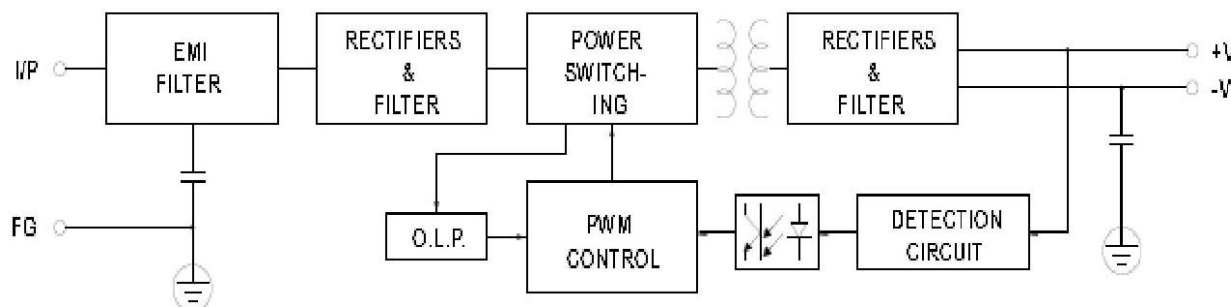 I/P
EMI
FILTER
RECTIFIERS
&
FILTER
POWER
SWITCH-
ING
RECTIFIERS
&
FILTER
+V
-V
FG
O.L.P.
PWM
CONTROL
DETECTION
CIRCUIT